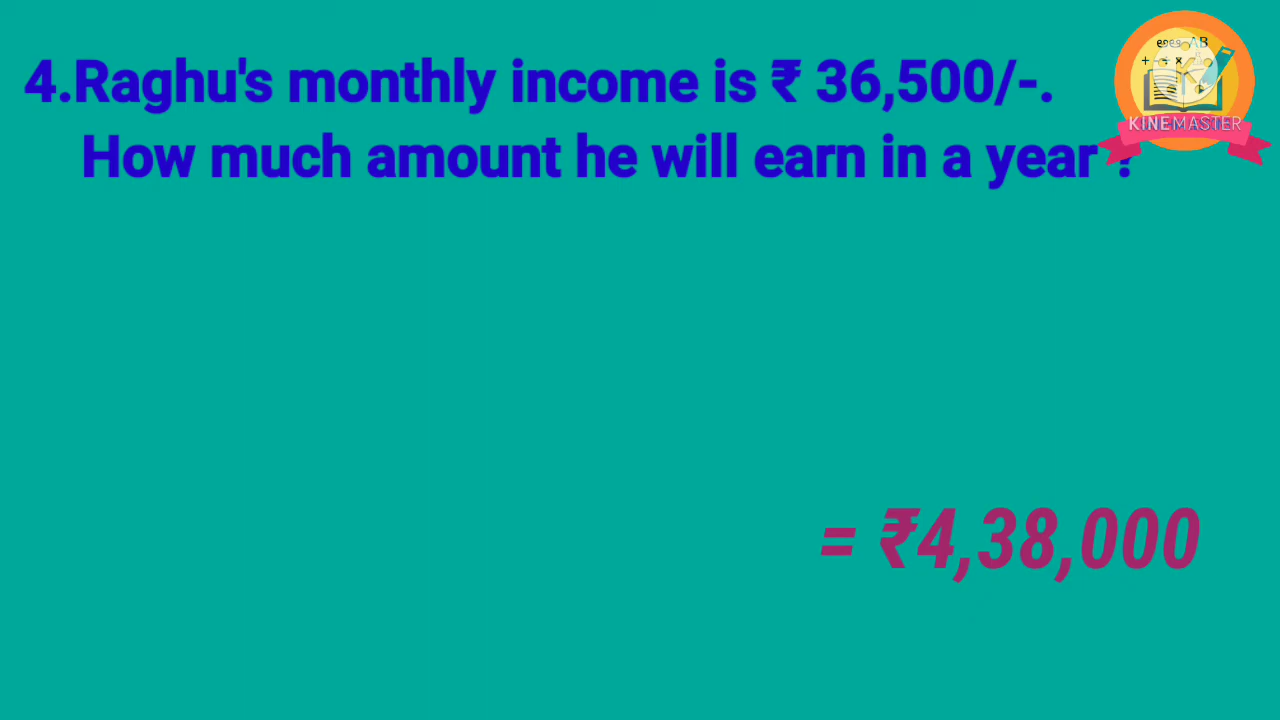 4.Raghu's monthly income is ₹ 36,500/-.
How much amount he will earn in a year ?
= ₹4,38,000
AB
+ ÷ ×
KINEMASTER